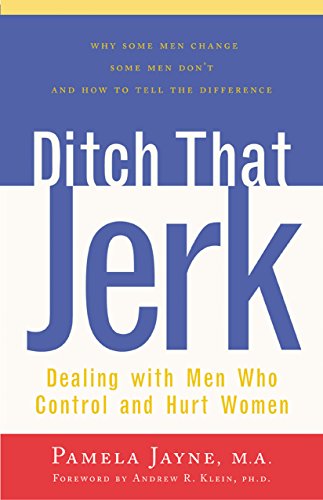 WHY SOME MEN CHANGE
SOME MEN DON'T
AND HOW TO TELL THE DIFFERENCE
Ditch That
Jerk
Dealing with Men Who
Control and Hurt Women
PAMELA JAYNE, M.A.
FOREWORD BY ANDREW R. KLEIN, PH.D.